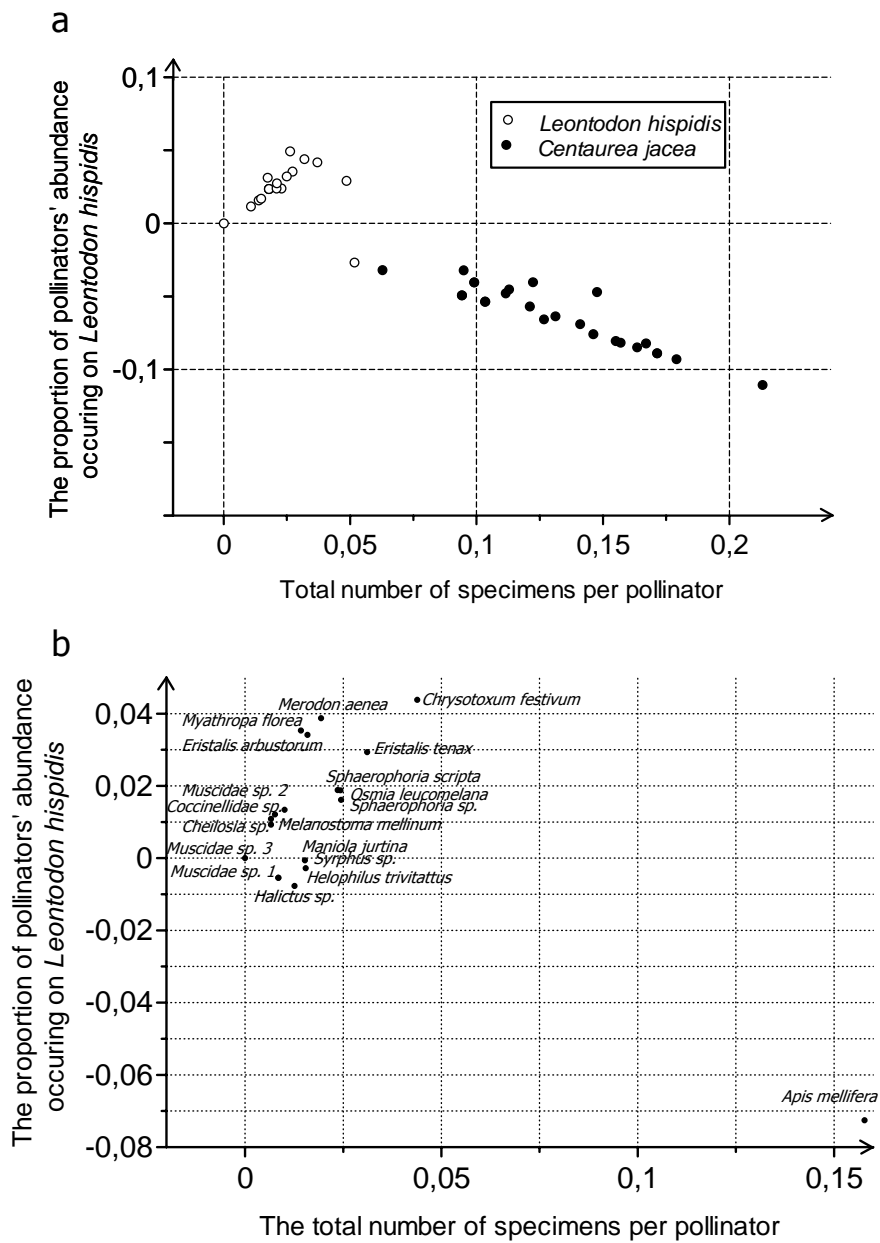 a
The proportion of pollinators' abundance
occuring on Leontodon hispidis
0,1
0
-0,1
Leontodon hispidis
Centaurea jacea
0 0,05 0,1 0,15 0,2
Total number of specimens per pollinator
b
The proportion of pollinators' abundance
occuring on Leontodon hispidis
0,04
0,02
0
-0,02
-0,04
-0,06
-0,08
Chrysotoxum festivum
Merodon aenea
Myathropa florea
Eristalis arbustorum
Eristalis tenax
Sphaerophoria scripta
Muscidae sp. 2
Osmia leucomelana
Coccinellidae sp.
Sphaerophoria sp.
Cheilosia sp.
Melanostoma mellinum
Muscidae sp. 3
Maniola jurtina
Syrphus sp.
Muscidae sp. 1
Helophilus trivitattus
Halictus sp.
Apis mellifera
0 0,05 0,1 0,15
The total number of specimens per pollinator